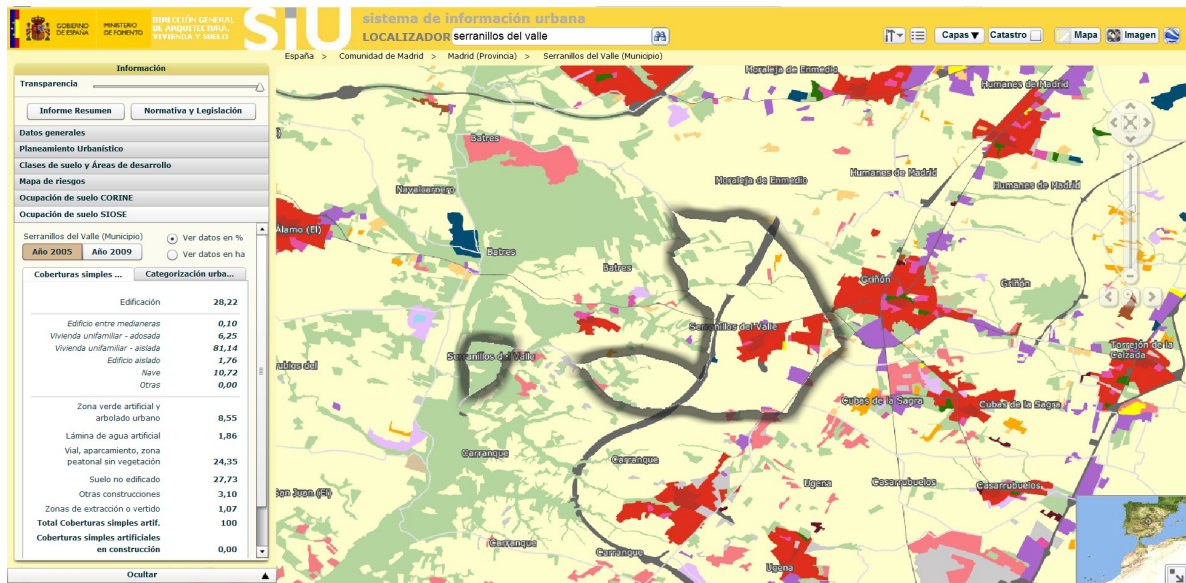 GOBIERNO
DE ESPAÑA
MINISTERIO
DE FOMENTO
DIRECCIÓN GENERAL
DE ARQUITECTURA,
VIVIENDA Y SUELO
SIU
sistema de información urbana
LOCALIZADOR serranillos del valle
Capas Catastro Mapa Imagen
España > Comunidad de Madrid > Madrid (Provincia) > Serranillos del Valle (Municipio)
Información
Transparencia
Informe Resumen Normativa y Legislación
Datos generales
Planeamiento Urbanístico
Clases de suelo y Áreas de desarrollo
Mapa de riesgos
Ocupación de suelo CORINE
Ocupación de suelo SIOSE
Serranillos del Valle (Municipio)
Año 2005 Año 2009
Ver datos en %
Ver datos en ha
Coberturas simples ... Categorización urba...
Edificación 28,22
Edificio entre medianeras 0,10
Vivienda unifamiliar - adosada 6,25
Vivienda unifamiliar - aislada 81,14
Edificio aislado 1,76
Nave 10,72
Otras 0,00
Zona verde artificial y
arbolado urbano 8,55
Lámina de agua artificial 1,86
Vial, aparcamiento, zona
peatonal sin vegetación 24,35
Suelo no edificado 27,73
Otras construcciones 3,10
Zonas de extracción o vertido 1,07
Total Coberturas simples artif. 100
Coberturas simples artificiales
en construcción 0,00
Ocultar
Moraleja de Enmedio
Humanes de Madrid
Batres
Navalcarnero
Moraleja de Enmedio
Humanes de Madrid
Humanes de Madrid
Álamo (El)
Batres
Batres
Griñón
Griñón
Serranillos del Valle
Serranillos del Valle
Torrejón de la
Calzada
rubios del
Cubas de la Sagra
Cubas de la Sagra
Carranque
Carranque
Ugena
Casarrubuelos
Casarrubuelos
Juan (El)
Carranque
Carranque
Ugena